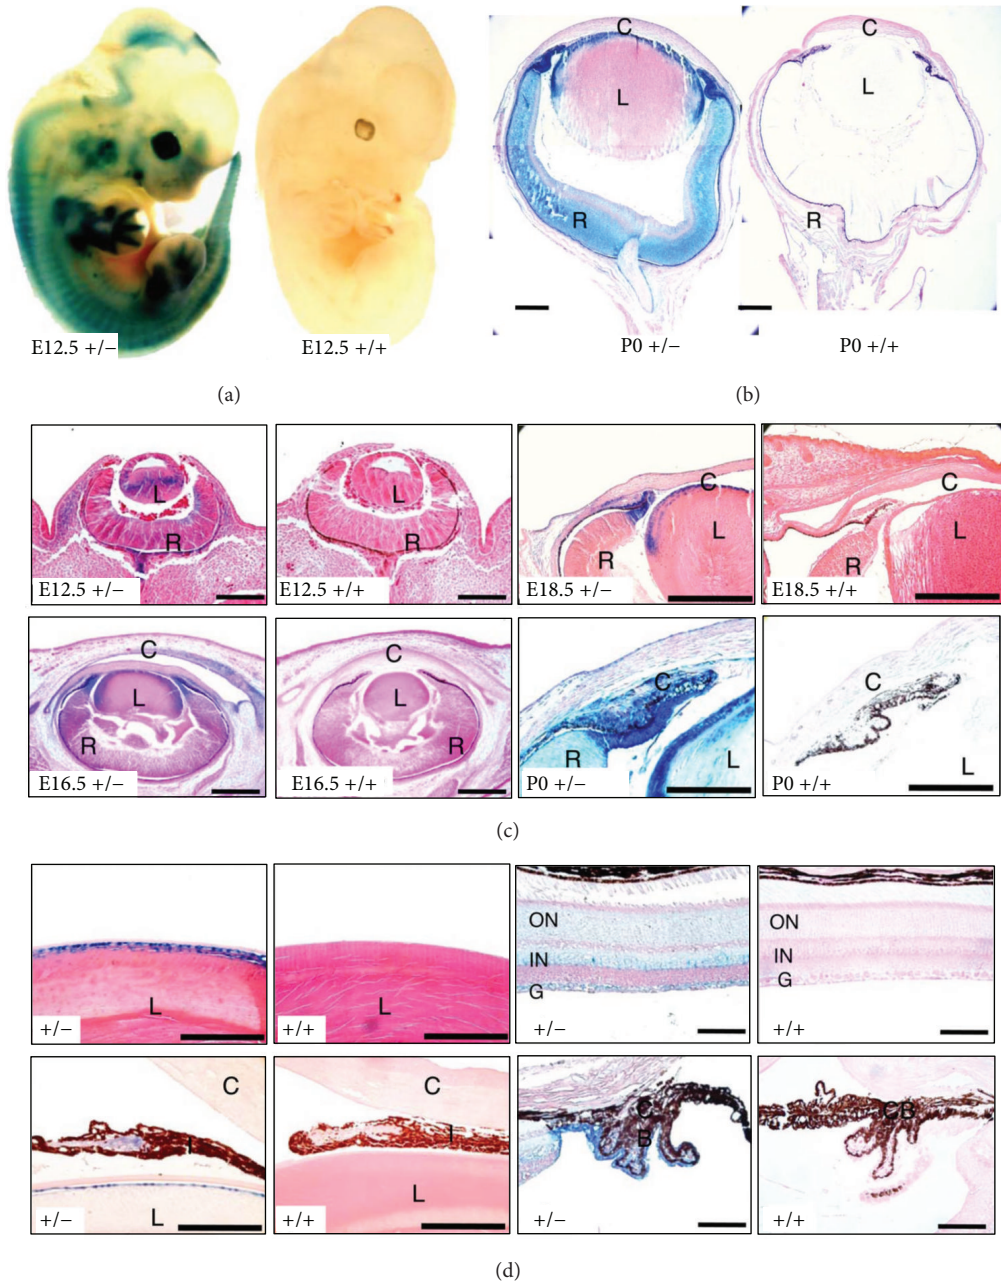 C
C
L
L
R
R
E12.5 +/−
E12.5 +/+
P0 +/−
P0 +/+
(a)
(b)
L
L
C
L
C
L
R
R
R
R
E12.5 +/−
E12.5 +/+
E18.5 +/−
E18.5 +/+
C
C
C
C
L
L
R
R
R
L
L
E16.5 +/−
E16.5 +/+
P0 +/−
P0 +/+
(c)
L
L
ON
IN
G
ON
IN
G
+/−
+/+
+/−
+/+
C
I
L
C
I
L
C
B
CB
+/−
+/+
+/−
+/+
(d)